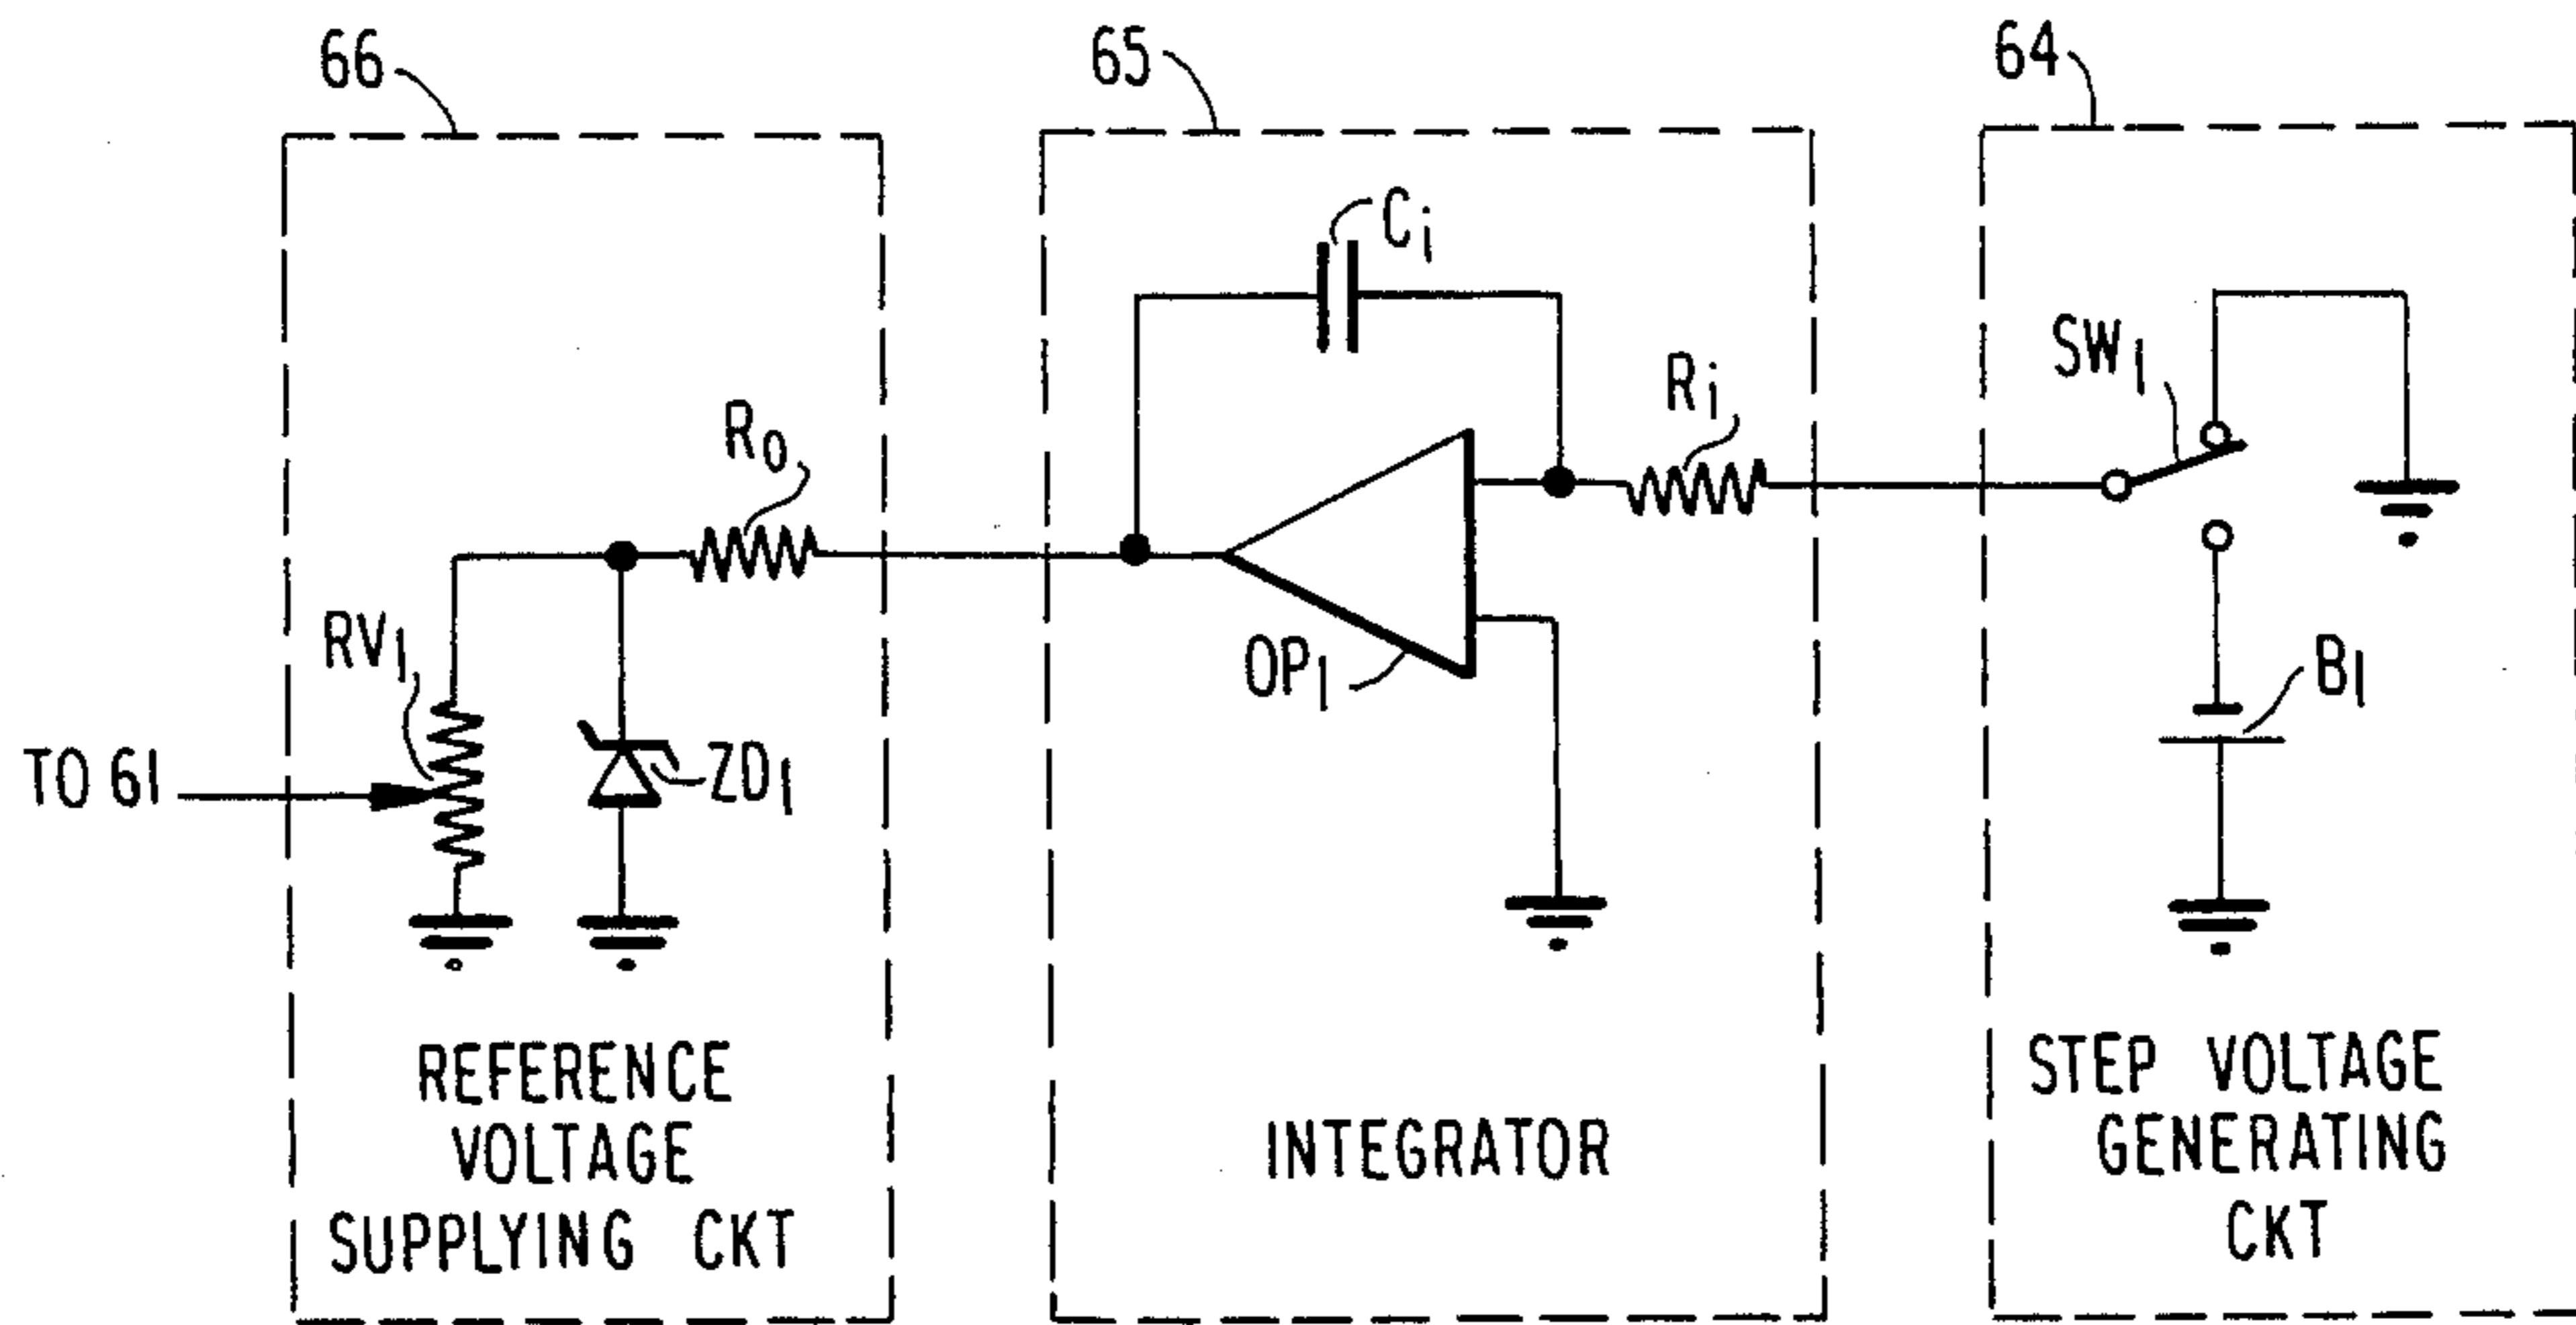 66
65
64
Ci
SW1
Ri
Ro
RV1
OP1
B1
TO 61
ZD1
REFERENCE
VOLTAGE
SUPPLYING CKT
INTEGRATOR
STEP VOLTAGE
GENERATING
CKT